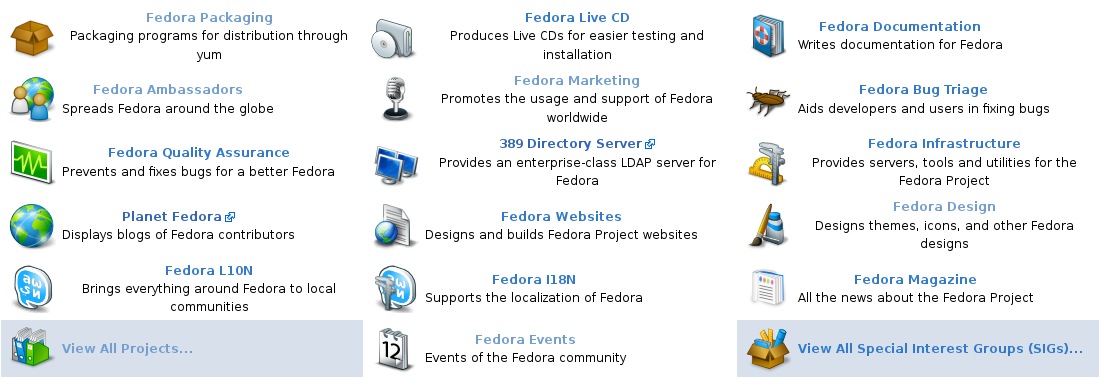 Fedora Packaging
Packaging programs for distribution through
yum
Fedora Live CD
Produces Live CDs for easier testing and
installation
Fedora Documentation
Writes documentation for Fedora
Fedora Ambassadors
Spreads Fedora around the globe
Fedora Marketing
Promotes the usage and support of Fedora
worldwide
Fedora Bug Triage
Aids developers and users in fixing bugs
Fedora Quality Assurance
Prevents and fixes bugs for a better Fedora
389 Directory Server
Provides an enterprise-class LDAP server for
Fedora
Fedora Infrastructure
Provides servers, tools and utilities for the
Fedora Project
Planet Fedora
Displays blogs of Fedora contributors
Fedora Websites
Designs and builds Fedora Project websites
Fedora Design
Designs themes, icons, and other Fedora
designs
Fedora L10N
Brings everything around Fedora to local
communities
Fedora I18N
Supports the localization of Fedora
Fedora Magazine
All the news about the Fedora Project
View All Projects...
12
Fedora Events
Events of the Fedora community
View All Special Interest Groups (SIGs)...